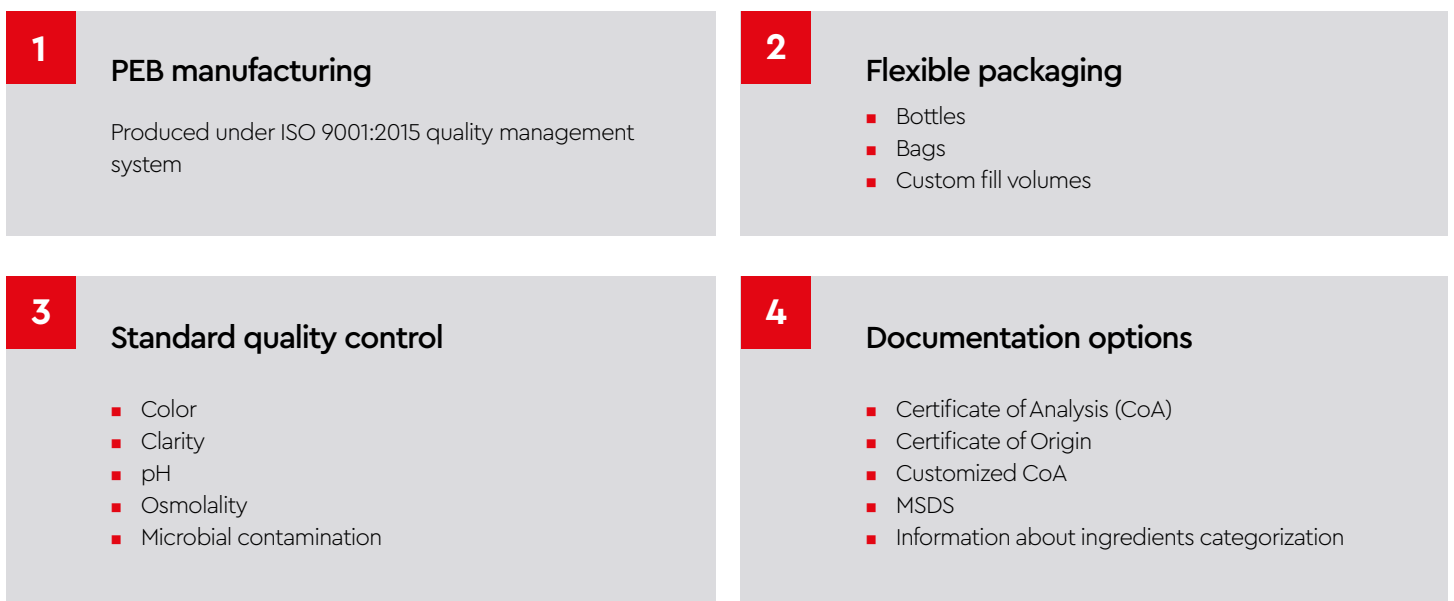 1
PEB manufacturing
Produced under ISO 9001:2015 quality management
system
2
Flexible packaging
Bottles
Bags
Custom fill volumes
3
Standard quality control
Color
Clarity
pH
Osmolality
Microbial contamination
4
Documentation options
Certificate of Analysis (CoA)
Certificate of Origin
Customized CoA
MSDS
Information about ingredients categorization